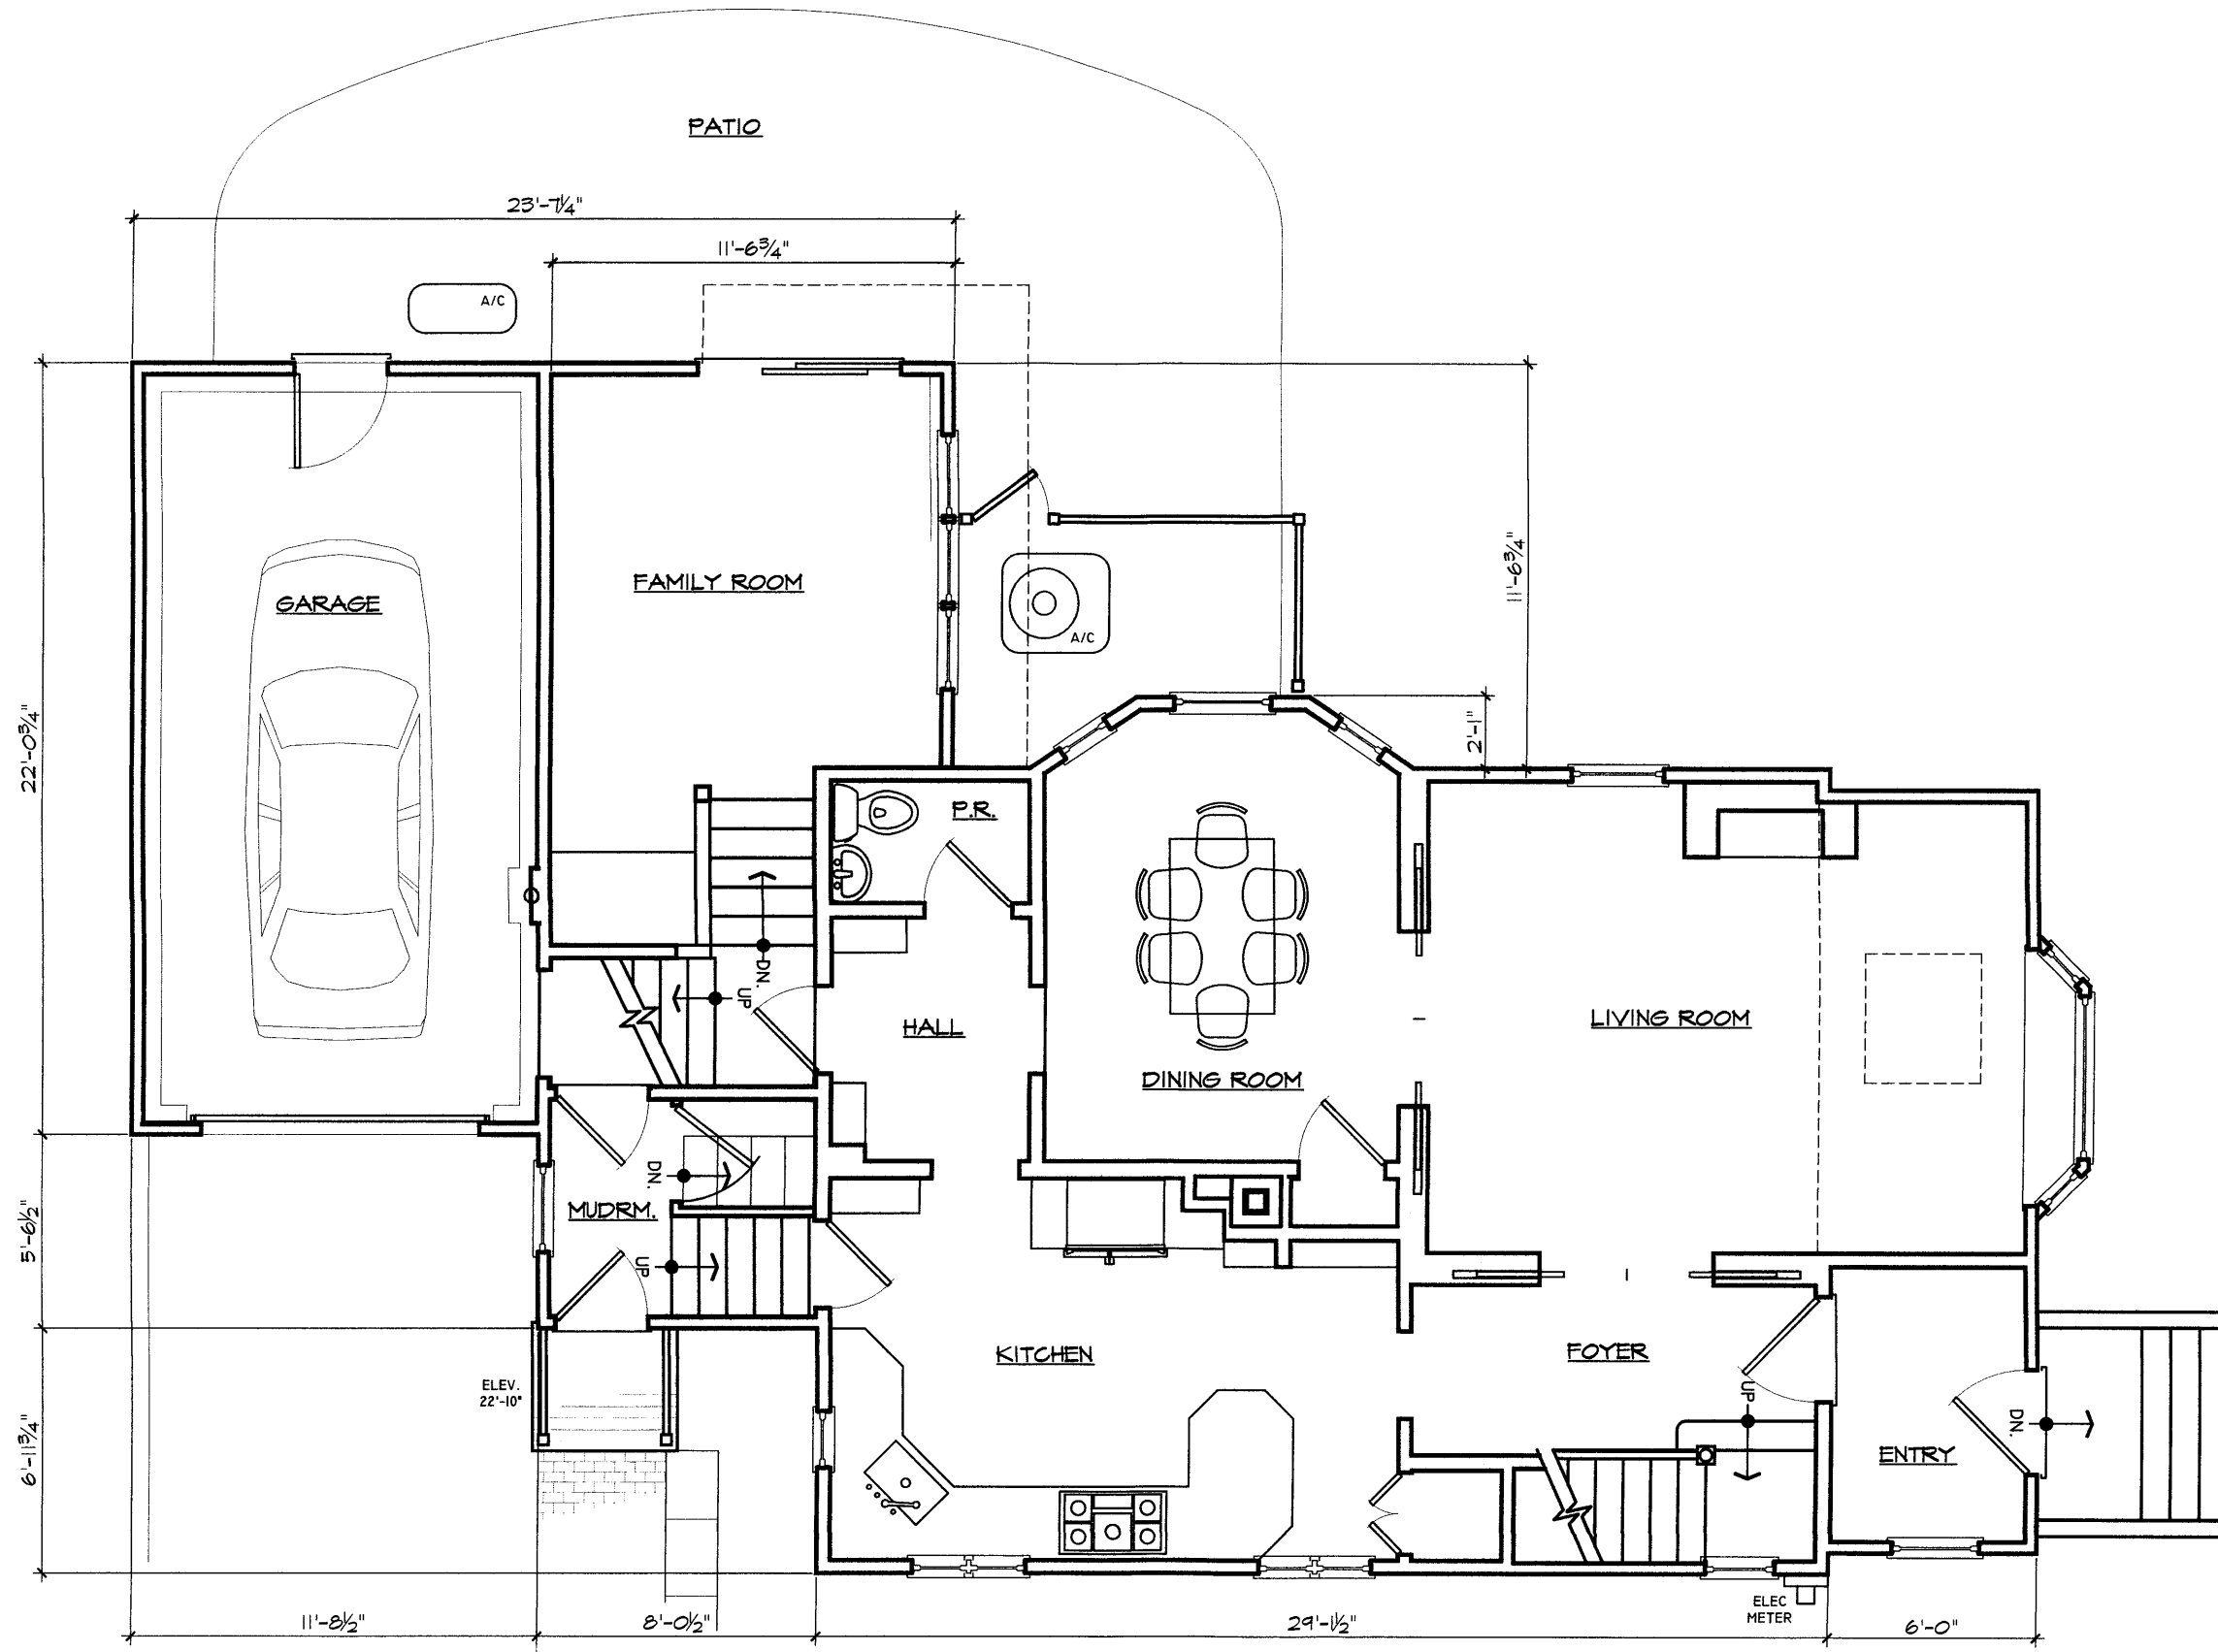 PATIO
23'-7¼"
11'-6¾"
A/C
11'-6¾"
FAMILY ROOM
GARAGE
A/C
22'-0¾"
2'-1"
P.R.
DN.
UP
HALL
LIVING ROOM
DINING ROOM
DN.
MUDRM.
5'-6½"
UP
KITCHEN
FOYER
UP
ELEV.
22'-10"
DN.
6'-11¾"
ENTRY
ELEC
METER
11'-8½"
8'-0½"
29'-1½"
6'-0"